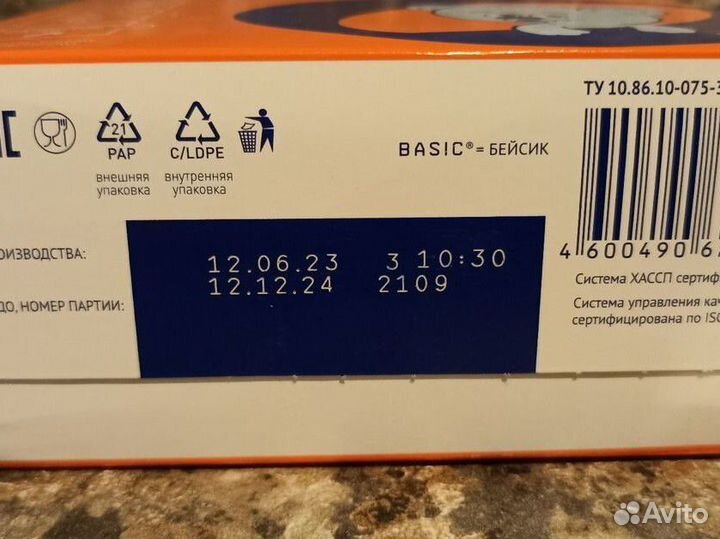 ТУ 10.86.10-075-3
21
PAP
C/LDPE
внешняя
упаковка
внутренняя
упаковка
BASIC®= БЕЙСИК
4 600490 6
ОИЗВОДСТВА:
12.06.23 3 10:30
ДО, НОМЕР ПАРТИИ:
12.12.24 2109
Система ХАССП сертиф
Система управления кач
сертифицирована по ISO
Avito